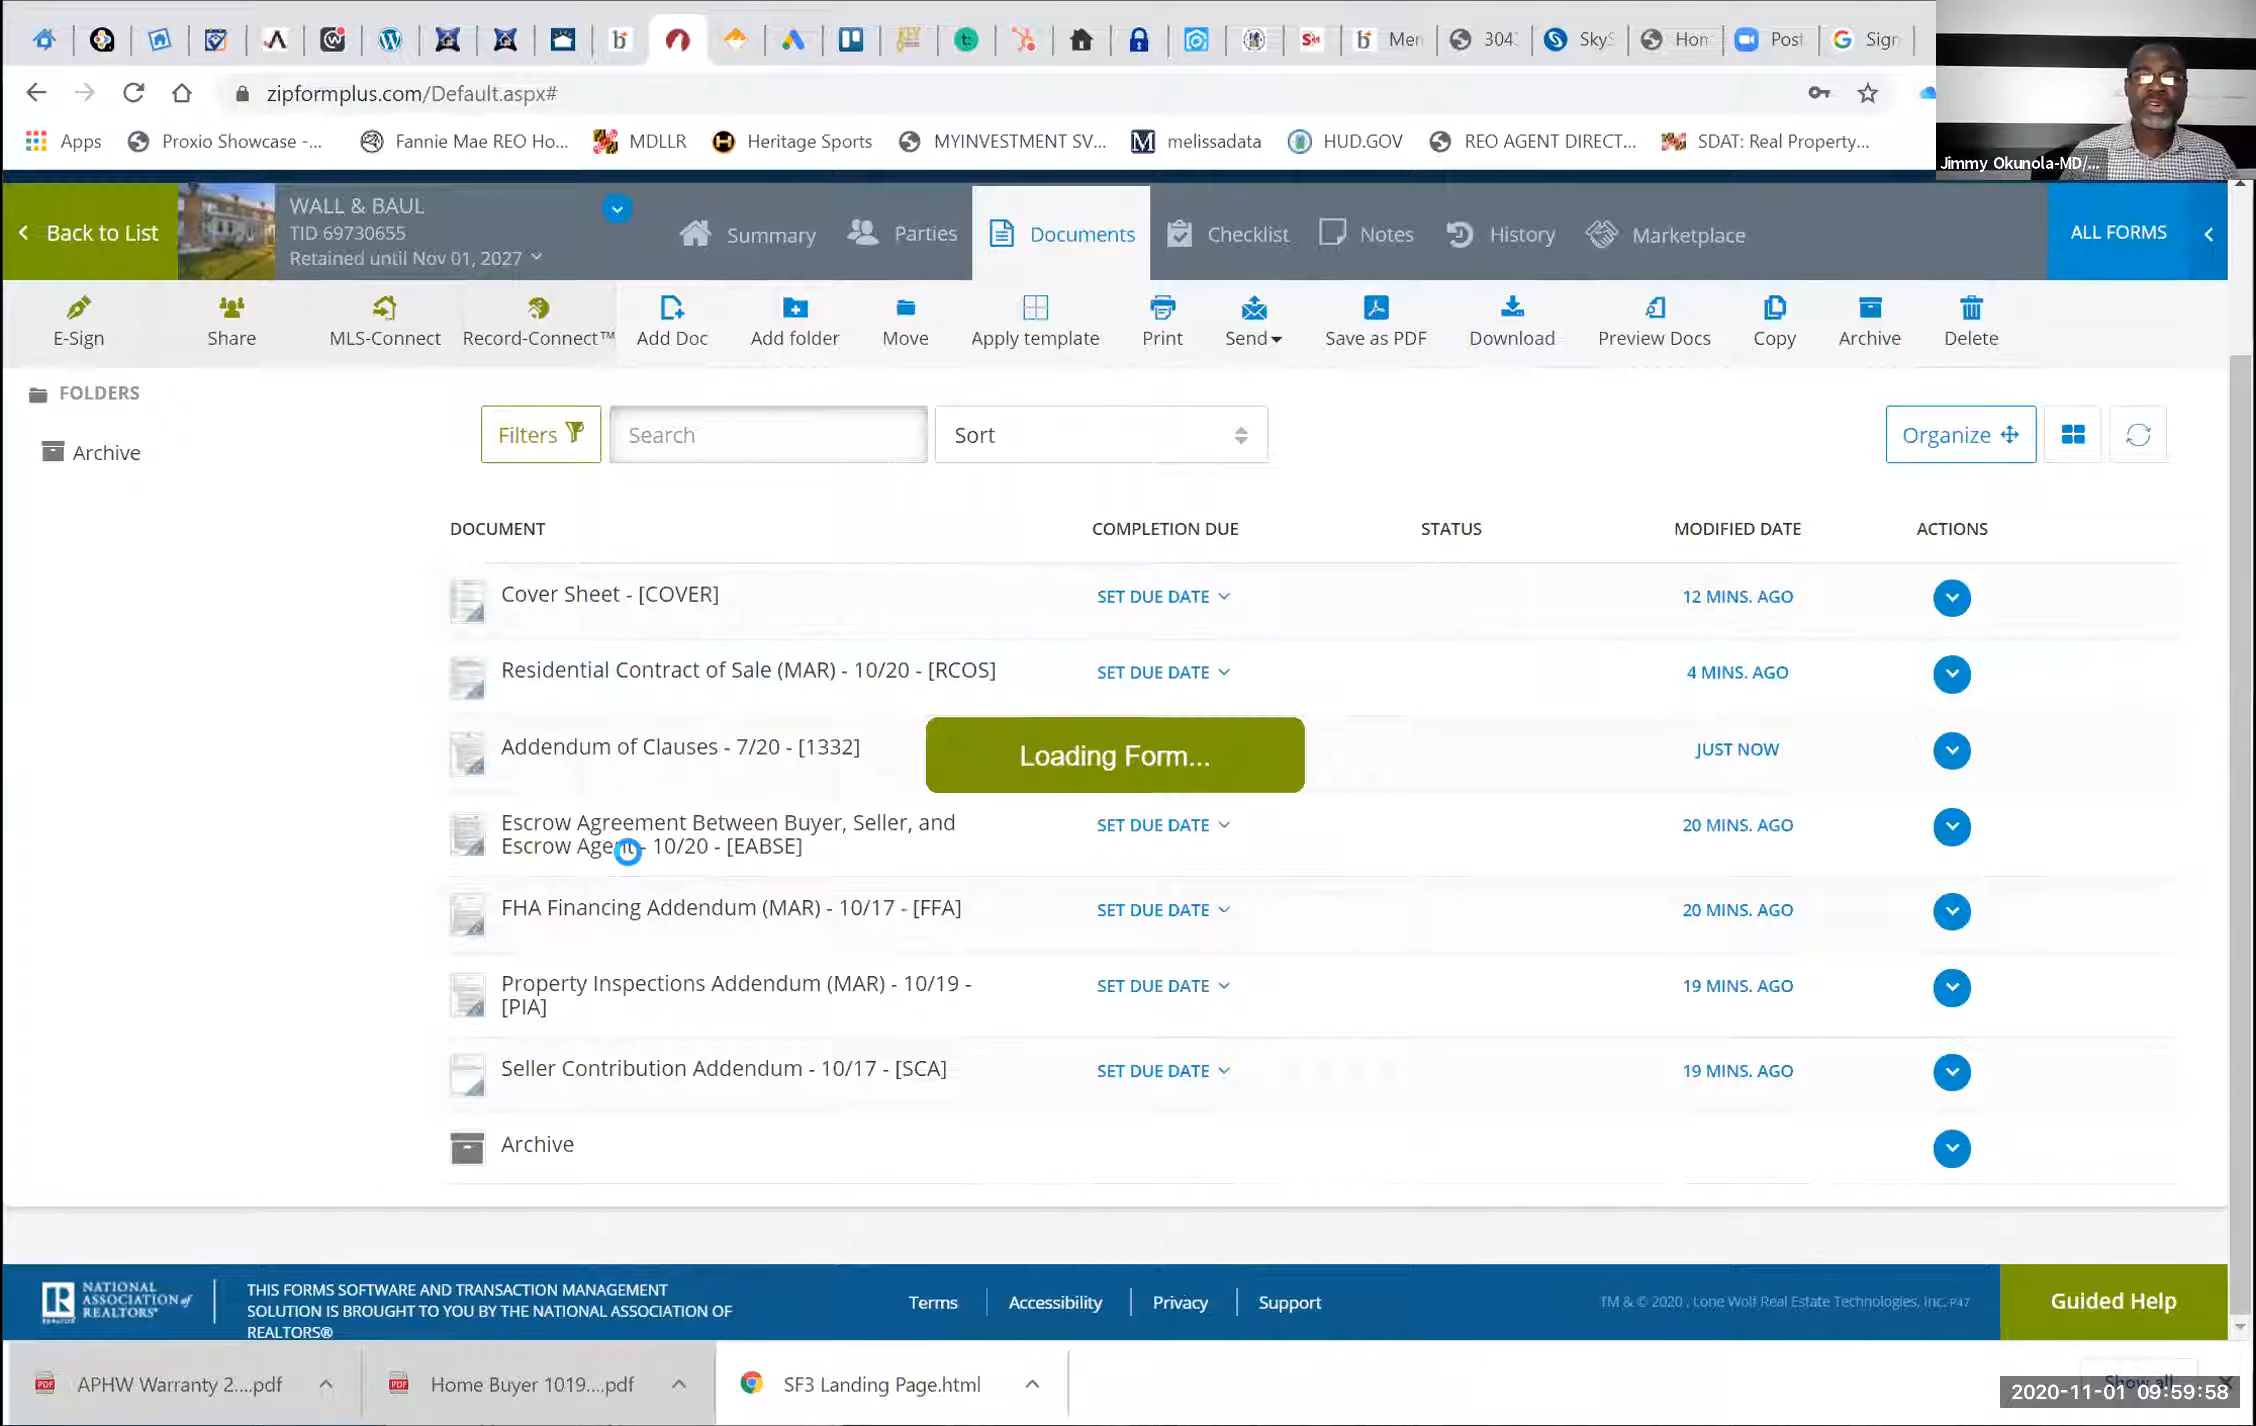 Mer
304
SkyS
Hon
Post
Sign
zipformplus.com/Default.aspx#
Apps
Proxio Showcase -...
Fannie Mae REO Ho...
MDLLR
Heritage Sports
MYINVESTMENT SV...
melissadata
HUD.GOV
REO AGENT DIRECT...
SDAT: Real Property...
Jimmy Okunola-MD/...
Back to List
WALL & BAUL
TID 69730655
Retained until Nov 01, 2027
Summary
Parties
Documents
Checklist
Notes
History
Marketplace
ALL FORMS
E-Sign
Share
MLS-Connect
Record-Connect™
Add Doc
Add folder
Move
Apply template
Print
Send
Save as PDF
Download
Preview Docs
Copy
Archive
Delete
FOLDERS
Archive
Filters
Search
Sort
Organize
DOCUMENT
COMPLETION DUE
STATUS
MODIFIED DATE
ACTIONS
Cover Sheet - [COVER]
SET DUE DATE
12 MINS. AGO
Residential Contract of Sale (MAR) - 10/20 - [RCOS]
SET DUE DATE
4 MINS. AGO
Addendum of Clauses - 7/20 - [1332]
JUST NOW
Loading Form...
Escrow Agreement Between Buyer, Seller, and
Escrow Agent - 10/20 - [EABSE]
SET DUE DATE
20 MINS. AGO
FHA Financing Addendum (MAR) - 10/17 - [FFA]
SET DUE DATE
20 MINS. AGO
Property Inspections Addendum (MAR) - 10/19 -
[PIA]
SET DUE DATE
19 MINS. AGO
Seller Contribution Addendum - 10/17 - [SCA]
SET DUE DATE
19 MINS. AGO
Archive
NATIONAL
ASSOCIATION of
REALTORS®
THIS FORMS SOFTWARE AND TRANSACTION MANAGEMENT
SOLUTION IS BROUGHT TO YOU BY THE NATIONAL ASSOCIATION OF
REALTORS®
Terms
Accessibility
Privacy
Support
TM & © 2020 . Lone Wolf Real Estate Technologies, Inc. P47
Guided Help
APHW Warranty 2....pdf
Home Buyer 1019....pdf
SF3 Landing Page.html
Show all
2020-11-01 09:59:58